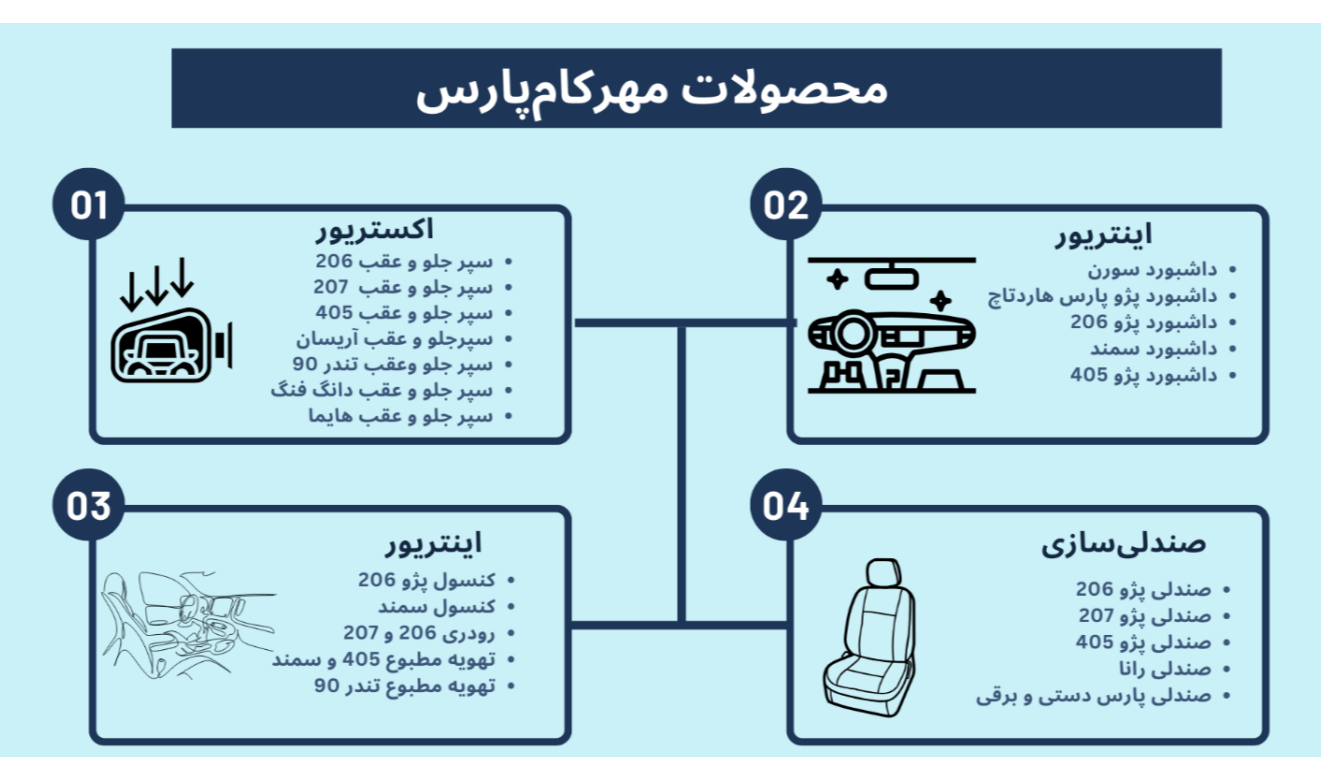 محصولات مهرکام‌پارس
01
اکستریور
• سپر جلو و عقب 206
• سپر جلو و عقب 207
• سپر جلو و عقب 405
• سپرجلو و عقب آریسان
• سپر جلو وعقب تندر 90
• سپر جلو و عقب دانگ فنگ
• سپر جلو و عقب هایما
02
اینتریور
• داشبورد سورن
• داشبورد پژو پارس هاردتاچ
• داشبورد پژو 206
• داشبورد سمند
• داشبورد پژو 405
03
اینتریور
• کنسول پژو 206
• کنسول سمند
• رودری 206 و 207
• تهویه مطبوع 405 و سمند
• تهویه مطبوع تندر 90
04
صندلی‌سازی
• صندلی پژو 206
• صندلی پژو 207
• صندلی پژو 405
• صندلی رانا
• صندلی پارس دستی و برقی